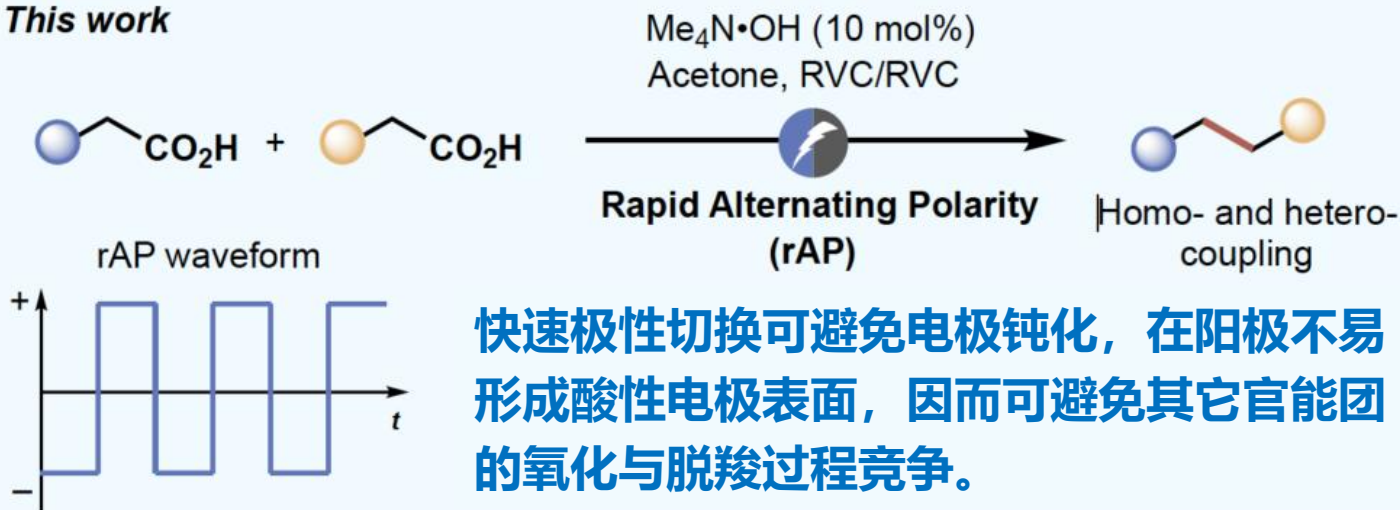 This work
Me₄N•OH (10 mol%)
Acetone, RVC/RVC
CO₂H + CO₂H
Rapid Alternating Polarity
(rAP)
Homo- and hetero-
coupling
rAP waveform
+
t
−
快速极性切换可避免电极钝化，在阳极不易
形成酸性电极表面，因而可避免其它官能团
的氧化与脱羧过程竞争。